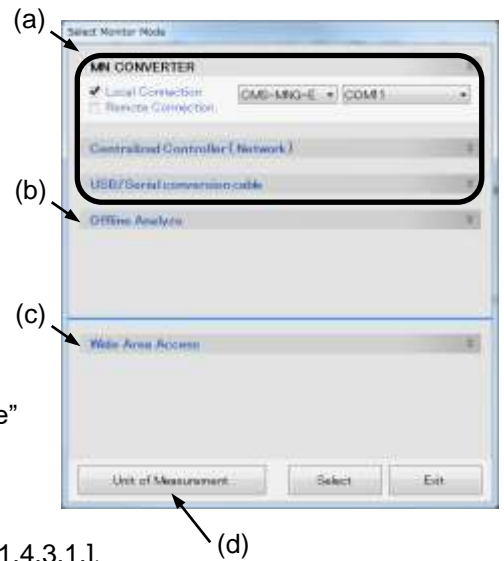 (a)
Select Monitor Mode
MN CONVERTER
Local Connection
CMS-MNG-E
COM11
Remote Connection
Centralized Controller ( Network )
USB/Serial conversion cable
(b)
Offline Analyze
(c)
Wide Area Access
e”
Unit of Measurement
Select
Exit
(d)
1.4.3.1.].